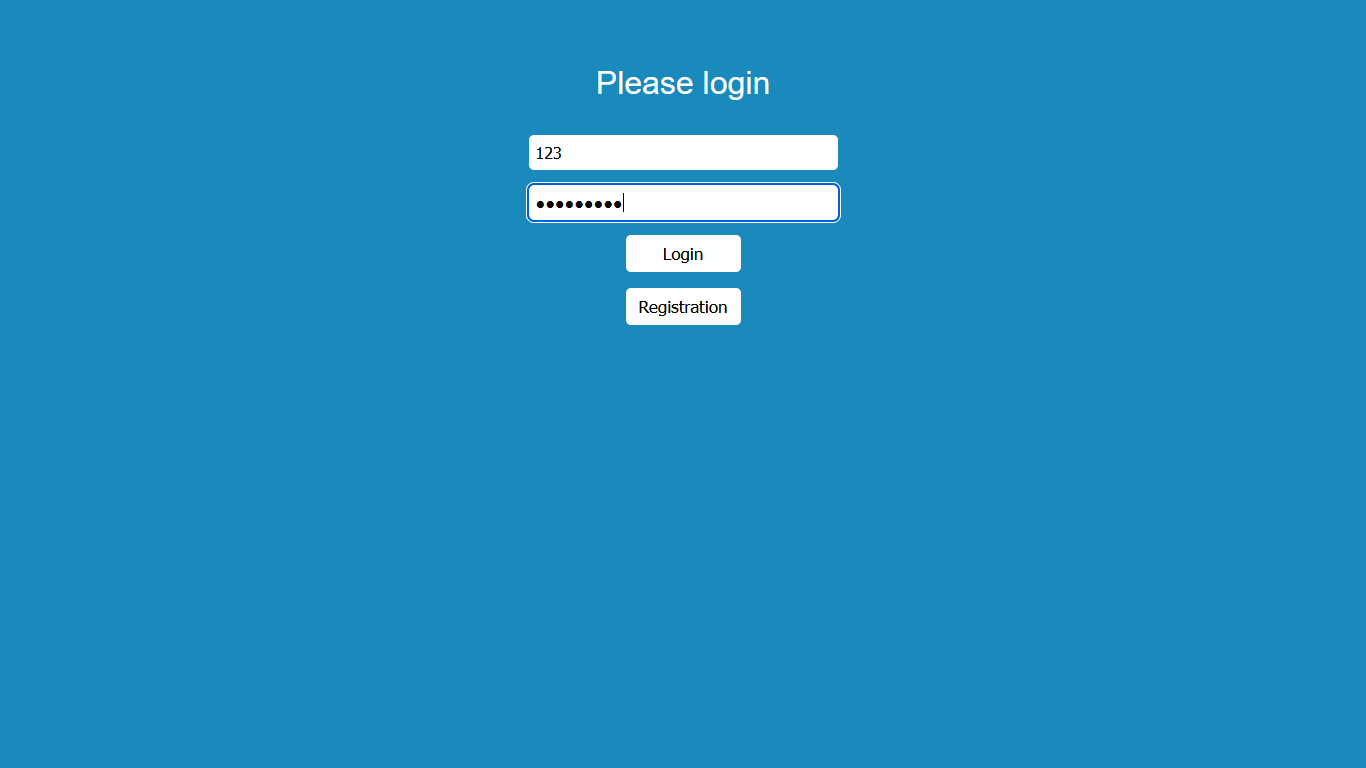 Please login
123
●●●●●●●●●
Login
Registration